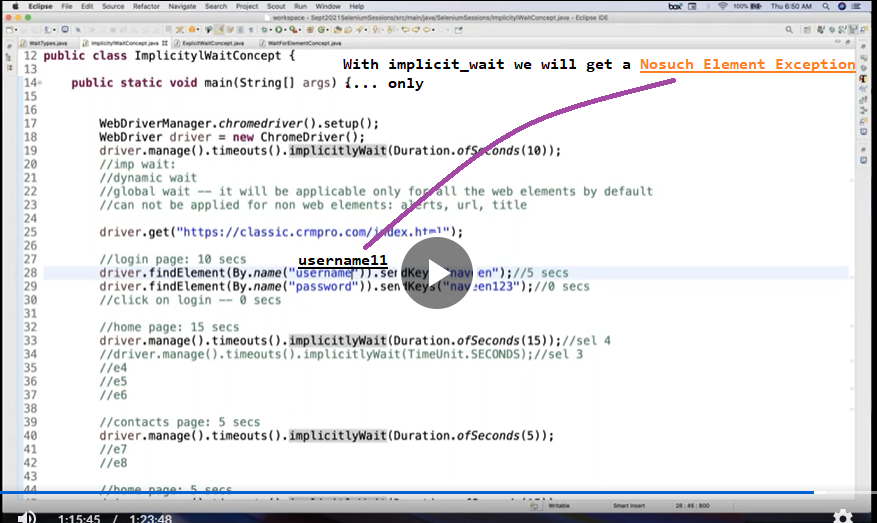 Eclipse File Edit Source Refactor Navigate Search Project Scout Run Window Help box 100% Thu 6:50 AM
workspace - Sept2021SeleniumSessions/src/main/java/SeleniumSessions/ImplicitylWaitConcept.java - Eclipse IDE
WaitTypes.java ImplicitylWaitConcept.java ExplicitWaitConcept.java WaitForElementConcept.java
12 public class ImplicitylWaitConcept {
With implicit_wait we will get a Nosuch Element Exception
13
14 public static void main(String[] args) {... only
15
16
17 WebDriverManager.chromedriver().setup();
18 WebDriver driver = new ChromeDriver();
19 driver.manage().timeouts().implicitlyWait(Duration.ofSeconds(10));
20 //imp wait:
21 //dynamic wait
22 //global wait -- it will be applicable only for all the web elements by default
23 //can not be applied for non web elements: alerts, url, title
24
25 driver.get("https://classic.crmpro.com/index.html");
26
27 //login page: 10 secs
username11
28 driver.findElement(By.name("username")).sendKeys("naveen");//5 secs
29 driver.findElement(By.name("password")).sendKeys("naveen123");//0 secs
30 //click on login -- 0 secs
31
32 //home page: 15 secs
33 driver.manage().timeouts().implicitlyWait(Duration.ofSeconds(15));//sel 4
34 //driver.manage().timeouts().implicitlyWait(TimeUnit.SECONDS);//sel 3
35 //e4
36 //e5
37 //e6
38
39 //contacts page: 5 secs
40 driver.manage().timeouts().implicitlyWait(Duration.ofSeconds(5));
41 //e7
42 //e8
43
44 //home page: 5 secs
Writable Smart Insert 28 : 45 : 800
1:15:45 / 1:23:48